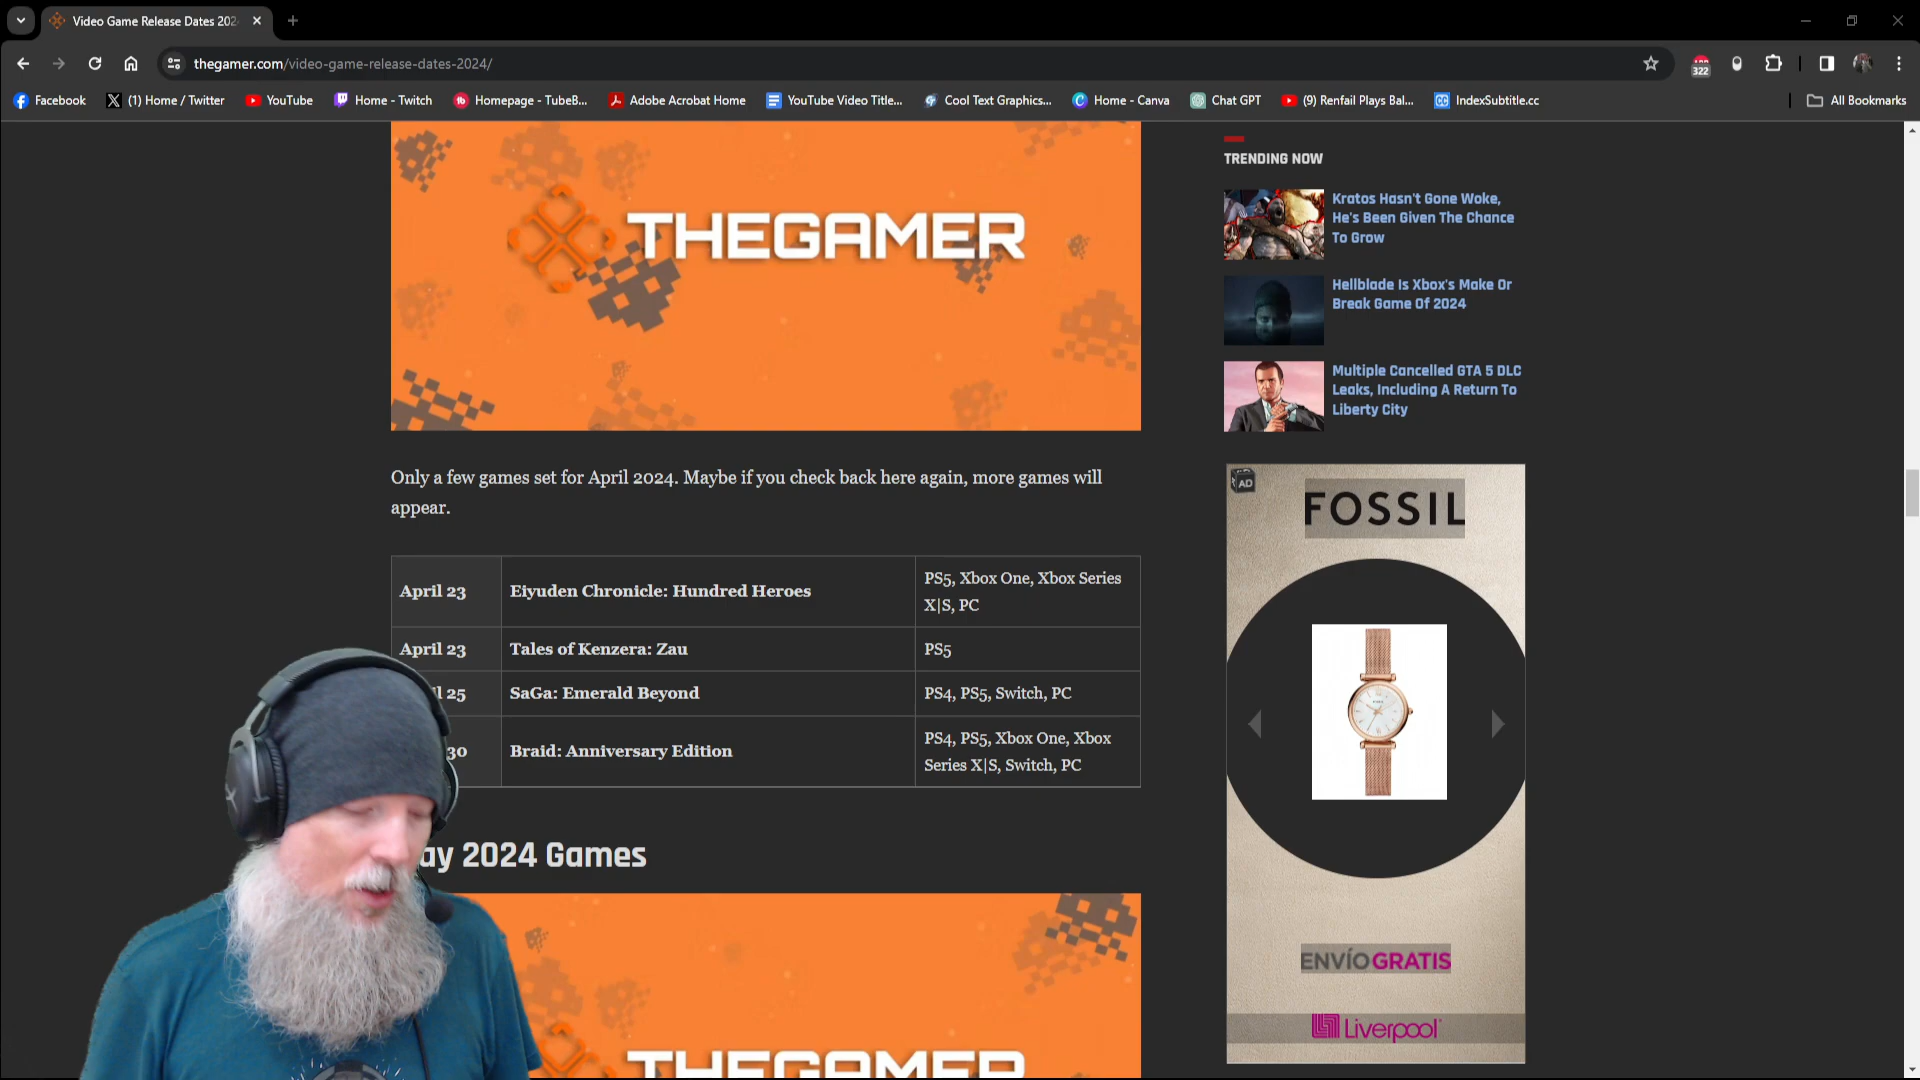 Video Game Release Dates 202
thegamer.com/video-game-release-dates-2024/
322
Facebook
(1) Home / Twitter
YouTube
Home - Twitch
Homepage - TubeB...
Adobe Acrobat Home
YouTube Video Title...
Cool Text Graphics...
Home - Canva
Chat GPT
(9) Renfail Plays Bal...
IndexSubtitle.cc
All Bookmarks
THEGAMER
Only a few games set for April 2024. Maybe if you check back here again, more games will
appear.
April 23
Eiyuden Chronicle: Hundred Heroes
PS5, Xbox One, Xbox Series
X|S, PC
April 23
Tales of Kenzera: Zau
PS5
l 25
SaGa: Emerald Beyond
PS4, PS5, Switch, PC
30
Braid: Anniversary Edition
PS4, PS5, Xbox One, Xbox
Series X|S, Switch, PC
ay 2024 Games
THEGAMER
TRENDING NOW
Kratos Hasn't Gone Woke,
He's Been Given The Chance
To Grow
Hellblade Is Xbox's Make Or
Break Game Of 2024
Multiple Cancelled GTA 5 DLC
Leaks, Including A Return To
Liberty City
AD
FOSSIL
ENVÍO GRATIS
Liverpool